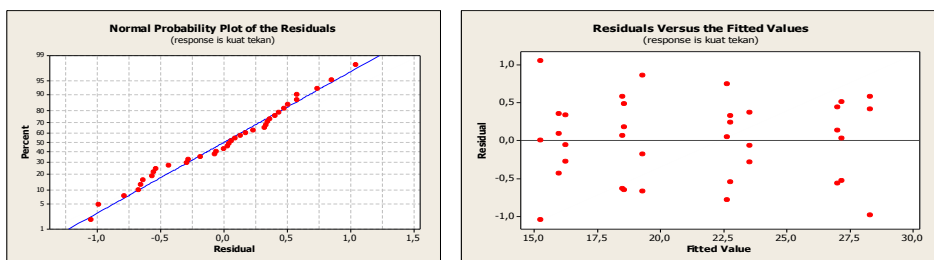 Normal Probability Plot of the Residuals
(response is kuat tekan)
Percent
99
95
90
80
70
60
50
40
30
20
10
5
1
-1,0 -0,5 0,0 0,5 1,0 1,5
Residual
Residuals Versus the Fitted Values
(response is kuat tekan)
Residual
1,0
0,5
0,0
-0,5
-1,0
15,0 17,5 20,0 22,5 25,0 27,5 30,0
Fitted Value